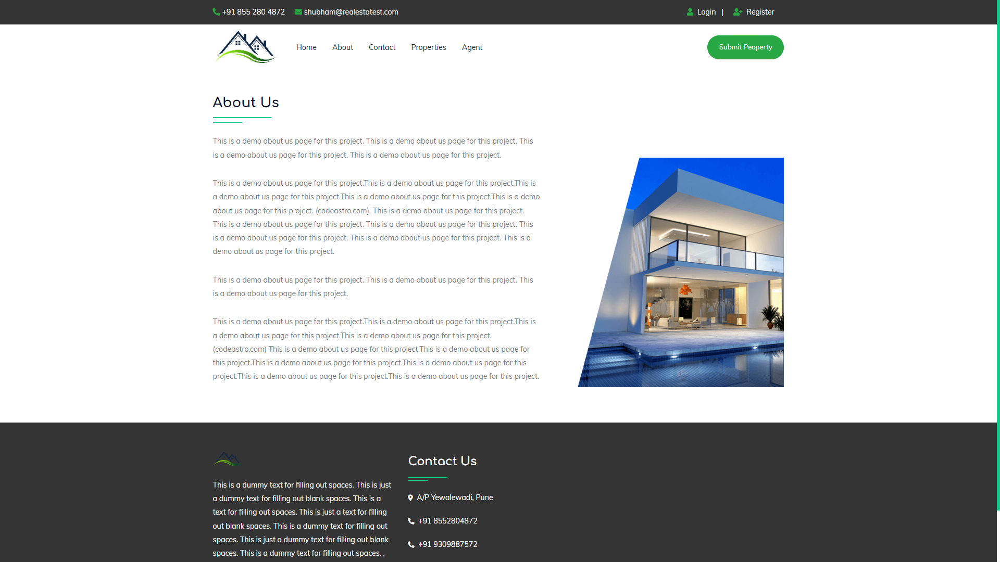 +91 855 280 4872 shubham@realestatest.com Login | Register
Home About Contact Properties Agent Submit Peoperty
About Us
This is a demo about us page for this project. This is a demo about us page for this project. This
is a demo about us page for this project. This is a demo about us page for this project.
This is a demo about us page for this project.This is a demo about us page for this project.This is
a demo about us page for this project.This is a demo about us page for this project.This is a demo
about us page for this project. (codeastro.com). This is a demo about us page for this project.
This is a demo about us page for this project. This is a demo about us page for this project. This
is a demo about us page for this project. This is a demo about us page for this project. This is a
demo about us page for this project.
This is a demo about us page for this project. This is a demo about us page for this project. This
is a demo about us page for this project.
This is a demo about us page for this project.This is a demo about us page for this project.This is
a demo about us page for this project.This is a demo about us page for this project.
(codeastro.com) This is a demo about us page for this project.This is a demo about us page for
this project.This is a demo about us page for this project.This is a demo about us page for this
project.This is a demo about us page for this project.This is a demo about us page for this project.
This is a dummy text for filling out spaces. This is just
a dummy text for filling out blank spaces. This is a
text for filling out spaces. This is just a text for filling
out blank spaces. This is a dummy text for filling out
spaces. This is just a dummy text for filling out blank
spaces. This is a dummy text for filling out spaces. .
Contact Us
A/P Yewalewadi, Pune
+91 8552804872
+91 9309887572